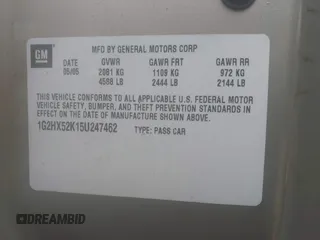 GM
MFD BY GENERAL MOTORS CORP
DATE GVWR GAWR FRT GAWR RR
05/05 2081 KG 1109 KG 972 KG
4588 LB 2444 LB 2144 LB
THIS VEHICLE CONFORMS TO ALL APPLICABLE U.S. FEDERAL MOTOR
VEHICLE SAFETY, BUMPER, AND THEFT PREVENTION STANDARDS
IN EFFECT ON THE DATE OF MANUFACTURE SHOWN ABOVE.
1G2HX52K15U247462 TYPE: PASS CAR
DREAMBID